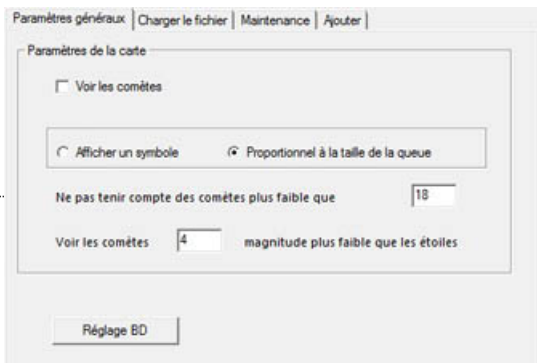 Paramètres généraux Charger le fichier Maintenance Ajouter
Paramètres de la carte
Voir les comètes
Afficher un symbole Proportionnel à la taille de la queue
Ne pas tenir compte des comètes plus faible que 18
Voir les comètes 4 magnitude plus faible que les étoiles
Réglage BD